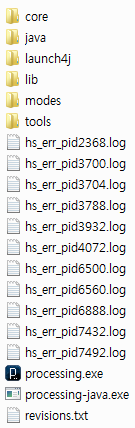 core
java
launch4j
lib
modes
tools
hs_err_pid2368.log
hs_err_pid3700.log
hs_err_pid3704.log
hs_err_pid3788.log
hs_err_pid3932.log
hs_err_pid4072.log
hs_err_pid6500.log
hs_err_pid6560.log
hs_err_pid6888.log
hs_err_pid7432.log
hs_err_pid7492.log
processing.exe
processing-java.exe
revisions.txt